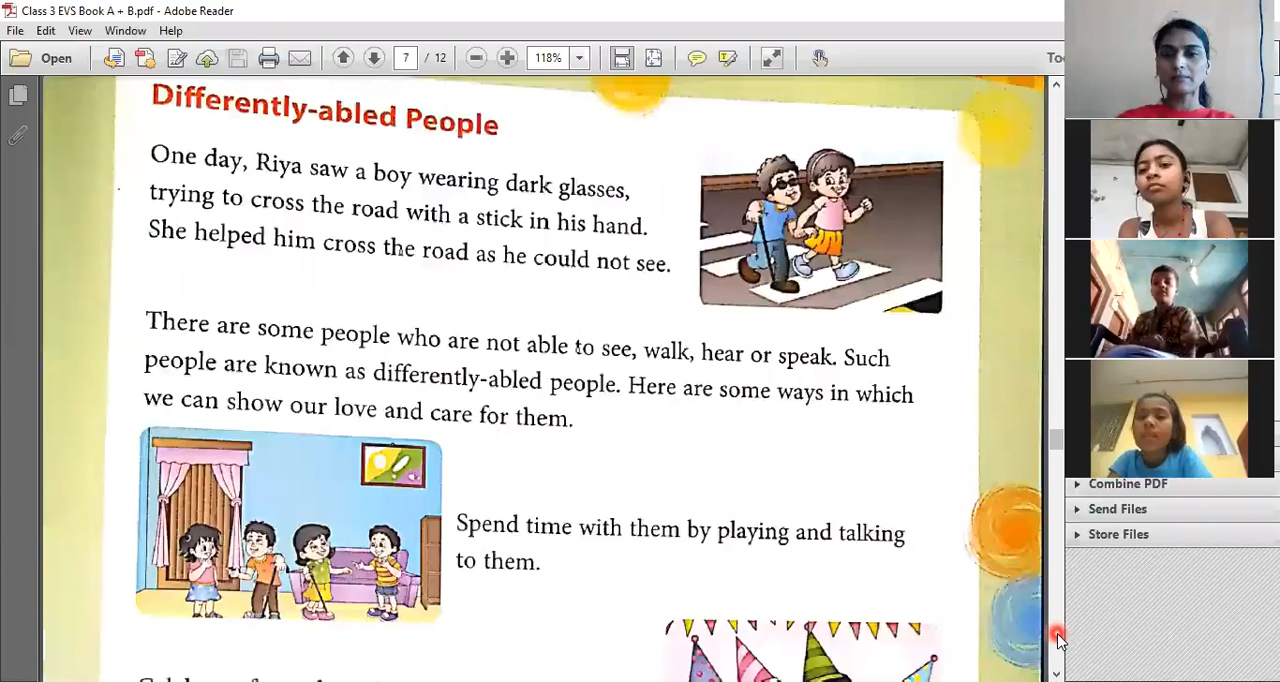 Class 3 EVS Book A + B.pdf - Adobe Reader
File Edit View Window Help
Open 7 / 12 118%
Differently-abled People
One day, Riya saw a boy wearing dark glasses,
trying to cross the road with a stick in his hand.
She helped him cross the road as he could not see.
There are some people who are not able to see, walk, hear or speak. Such
people are known as differently-abled people. Here are some ways in which
we can show our love and care for them.
Spend time with them by playing and talking
to them.
Combine PDF
Send Files
Store Files